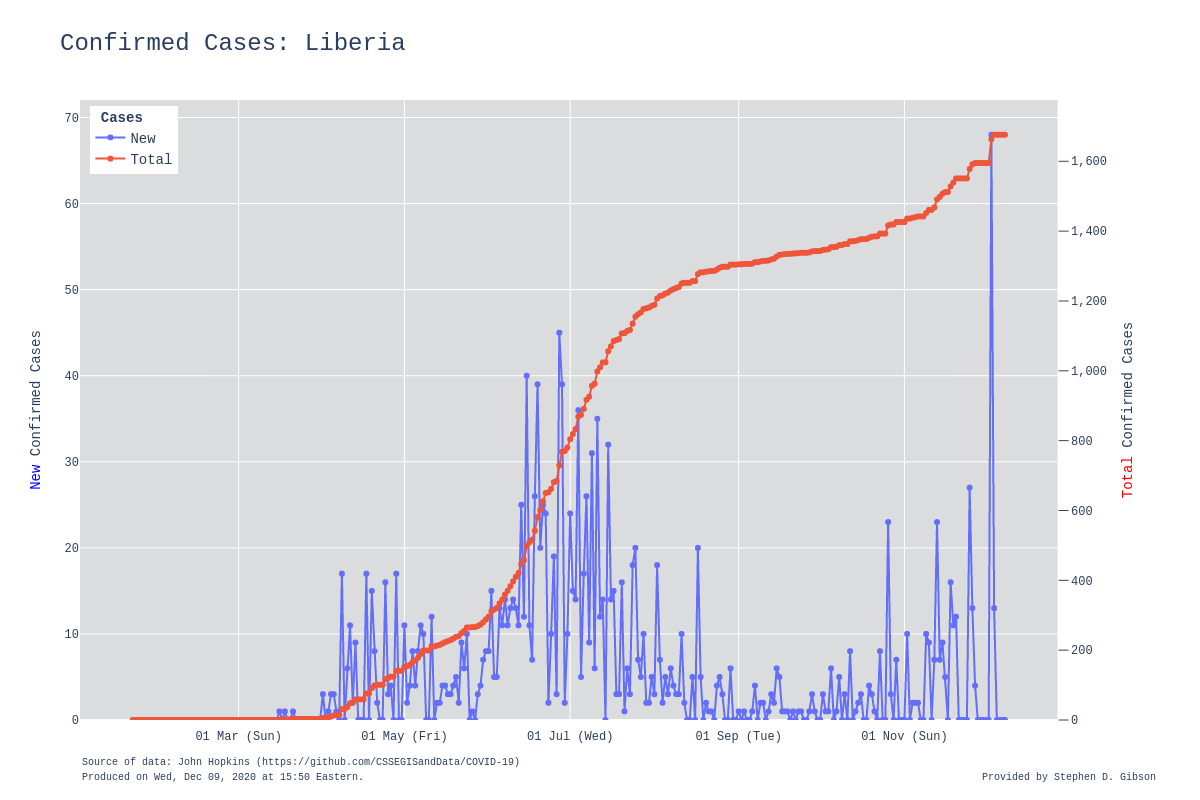 Confirmed Cases: Liberia
Cases
New
Total
70
60
50
40
30
20
10
0
1,600
1,400
1,200
1,000
800
600
400
200
0
New Confirmed Cases
Total Confirmed Cases
01 Mar (Sun)
01 May (Fri)
01 Jul (Wed)
01 Sep (Tue)
01 Nov (Sun)
Source of data: John Hopkins (https://github.com/CSSEGISandData/COVID-19)
Produced on Wed, Dec 09, 2020 at 15:50 Eastern.
Provided by Stephen D. Gibson